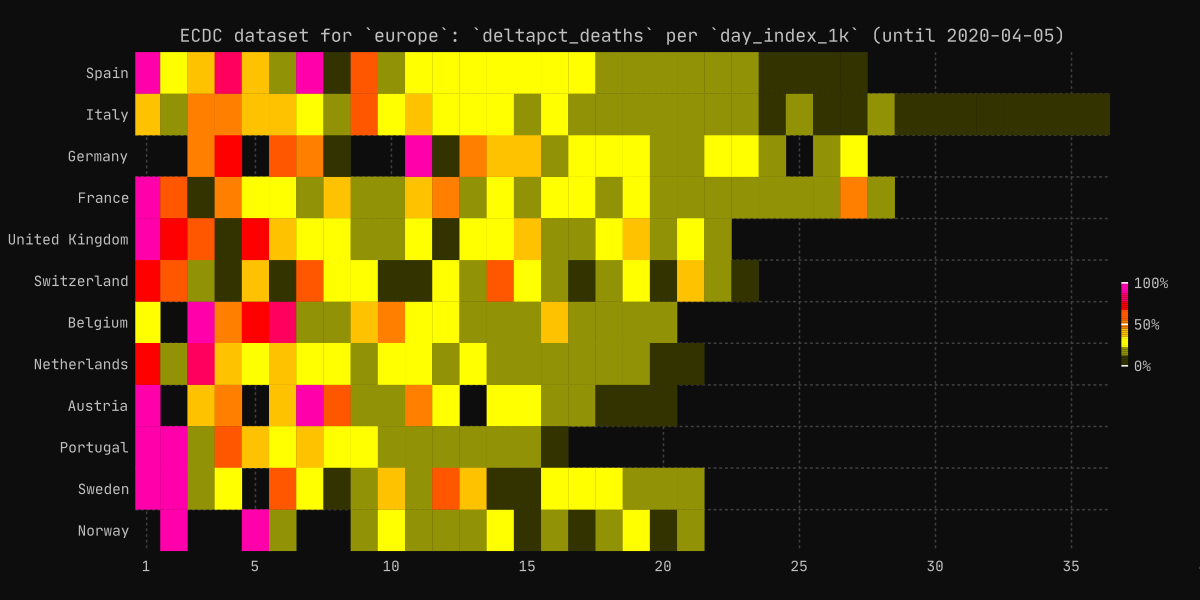 ECDC dataset for `europe`: `deltapct_deaths` per `day_index_1k` (until 2020-04-05)
Spain
Italy
Germany
France
United Kingdom
Switzerland
Belgium
Netherlands
Austria
Portugal
Sweden
Norway
1 5 10 15 20 25 30 35
100%
50%
0%